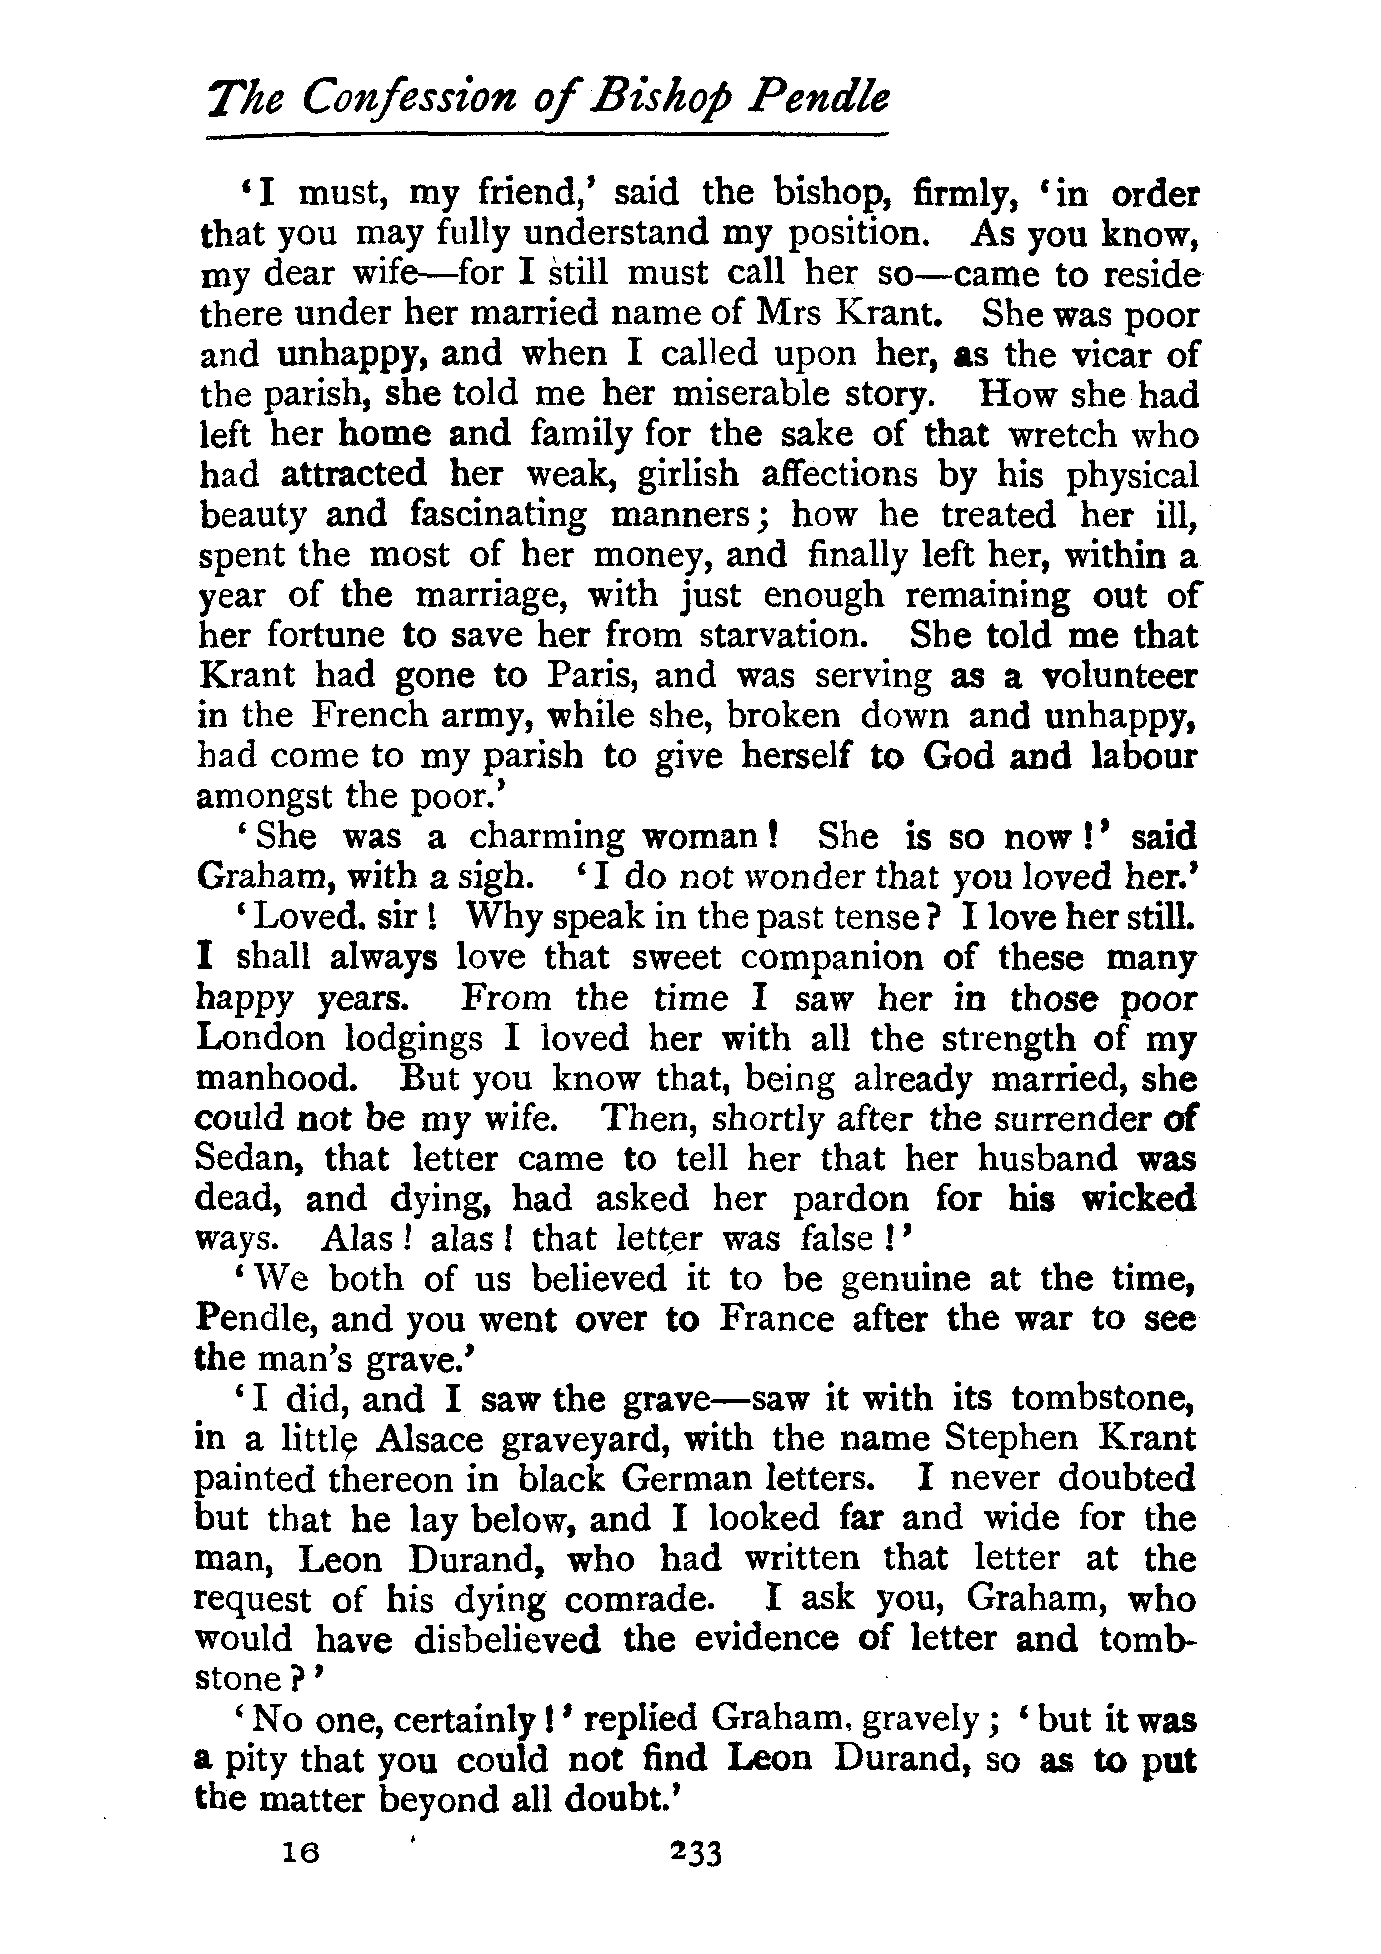 The Confession of Bishop Pendle
‘I must, my friend,’ said the bishop, firmly, ‘in order
that you may fully understand my position. As you know,
my dear wife—for I still must call her so—came to reside
there under her married name of Mrs Krant. She was poor
and unhappy, and when I called upon her, as the vicar of
the parish, she told me her miserable story. How she had
left her home and family for the sake of that wretch who
had attracted her weak, girlish affections by his physical
beauty and fascinating manners; how he treated her ill,
spent the most of her money, and finally left her, within a
year of the marriage, with just enough remaining out of
her fortune to save her from starvation. She told me that
Krant had gone to Paris, and was serving as a volunteer
in the French army, while she, broken down and unhappy,
had come to my parish to give herself to God and labour
amongst the poor.’
‘She was a charming woman! She is so now!’ said
Graham, with a sigh. ‘I do not wonder that you loved her.’
‘Loved. sir! Why speak in the past tense? I love her still.
I shall always love that sweet companion of these many
happy years. From the time I saw her in those poor
London lodgings I loved her with all the strength of my
manhood. But you know that, being already married, she
could not be my wife. Then, shortly after the surrender of
Sedan, that letter came to tell her that her husband was
dead, and dying, had asked her pardon for his wicked
ways. Alas! alas! that letter was false!’
‘We both of us believed it to be genuine at the time,
Pendle, and you went over to France after the war to see
the man's grave.’
‘I did, and I saw the grave—saw it with its tombstone,
in a little Alsace graveyard, with the name Stephen Krant
painted thereon in black German letters. I never doubted
but that he lay below, and I looked far and wide for the
man, Leon Durand, who had written that letter at the
request of his dying comrade. I ask you, Graham, who
would have disbelieved the evidence of letter and tomb-
stone?’
‘No one, certainly!’ replied Graham, gravely; ‘but it was
a pity that you could not find Leon Durand, so as to put
the matter beyond all doubt.’
16 233